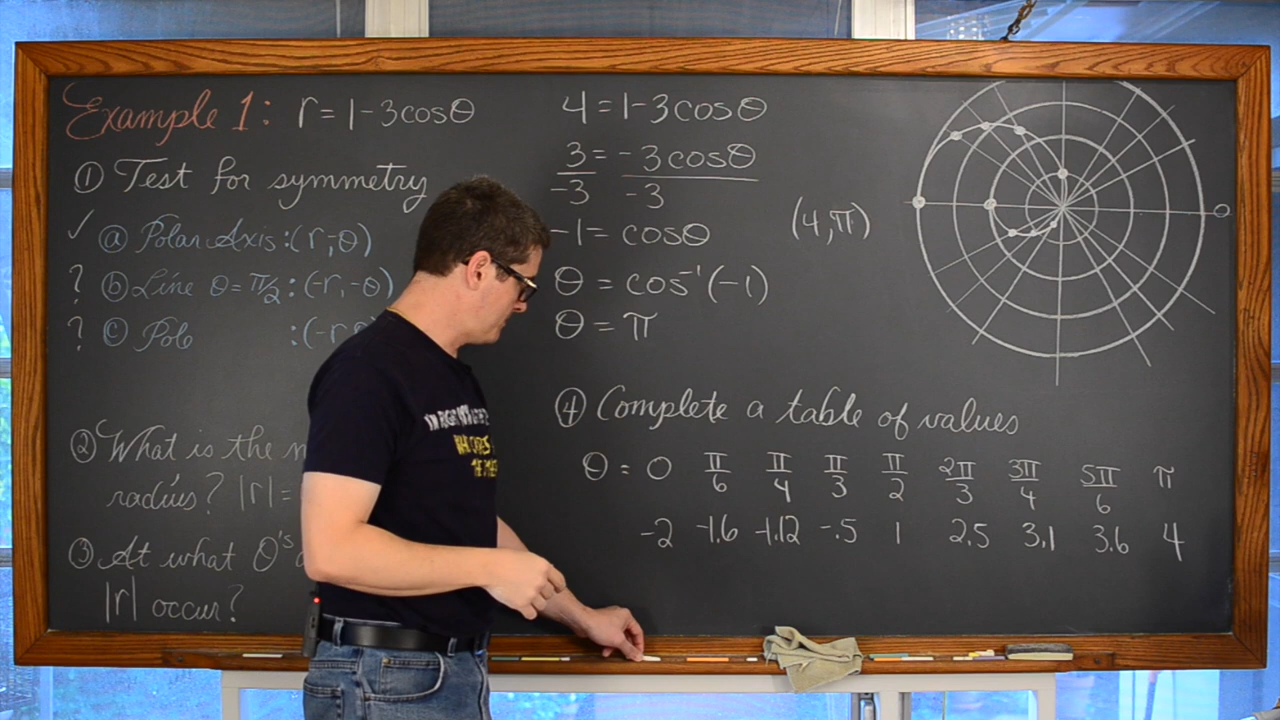 Example 1: r = 1-3cosθ
① Test for symmetry
✓ ⓐ Polar Axis: (r,-θ)
? ⓑ Line θ = π/2 : (-r,-θ)
? ⓒ Pole : (-r,θ
② What is the
radius? |r| =
③ At what θ's
|r| occur?
4 = 1-3cosθ
3 = -3cosθ
-3 -3
-1 = cosθ
θ = cos⁻¹(-1)
θ = π
(4,π)
④ Complete a table of values
θ = 0 π/6 π/4 π/3 π/2 2π/3 3π/4 5π/6 π
-2 -1.6 -1.12 -.5 1 2.5 3.1 3.6 4